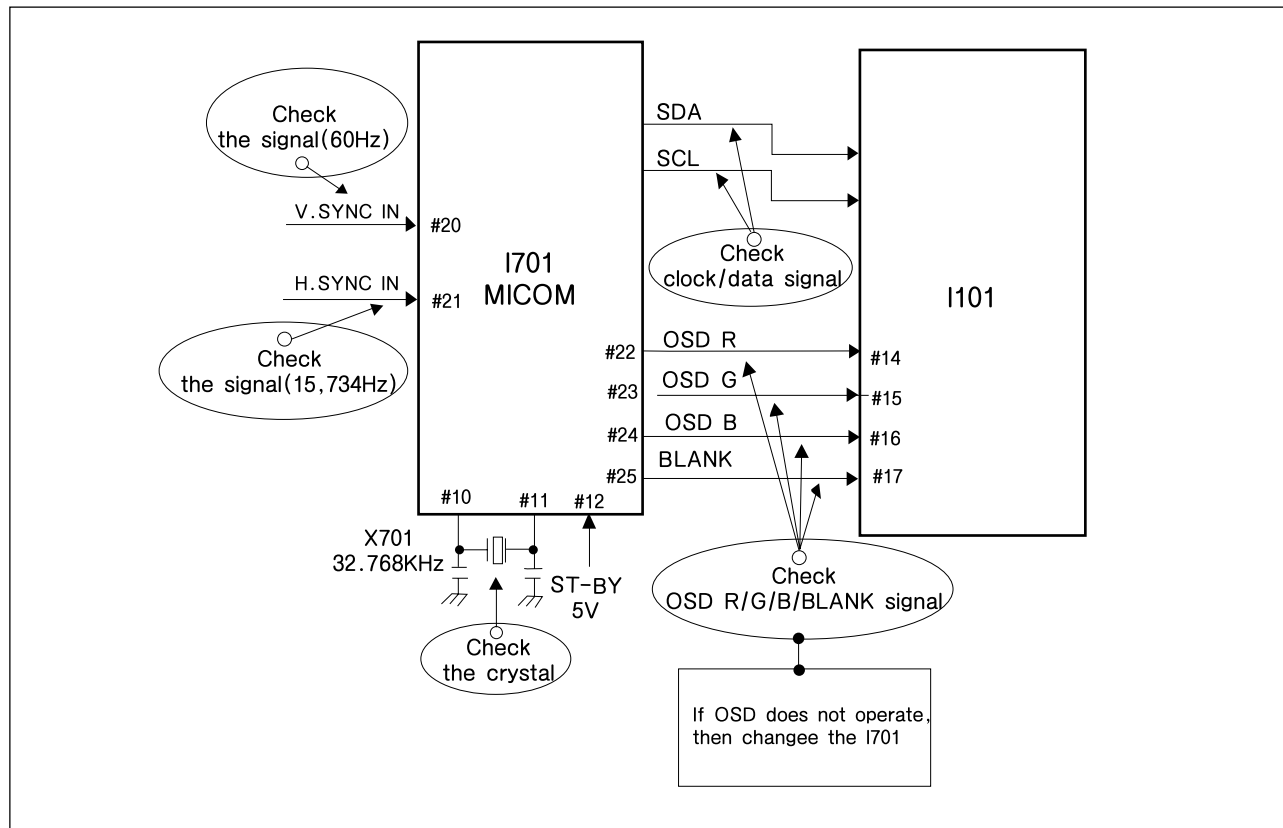 Check
the signal(60Hz)
V.SYNC IN
#20
H.SYNC IN
#21
Check
the signal(15,734Hz)
I701
MICOM
SDA
SCL
Check
clock/data signal
I101
#22
OSD R
#14
#23
OSD G
#15
#24
OSD B
#16
#25
BLANK
#17
#10
#11
#12
X701
32.768KHz
ST-BY
5V
Check
the crystal
Check
OSD R/G/B/BLANK signal
If OSD does not operate,
then changee the I701